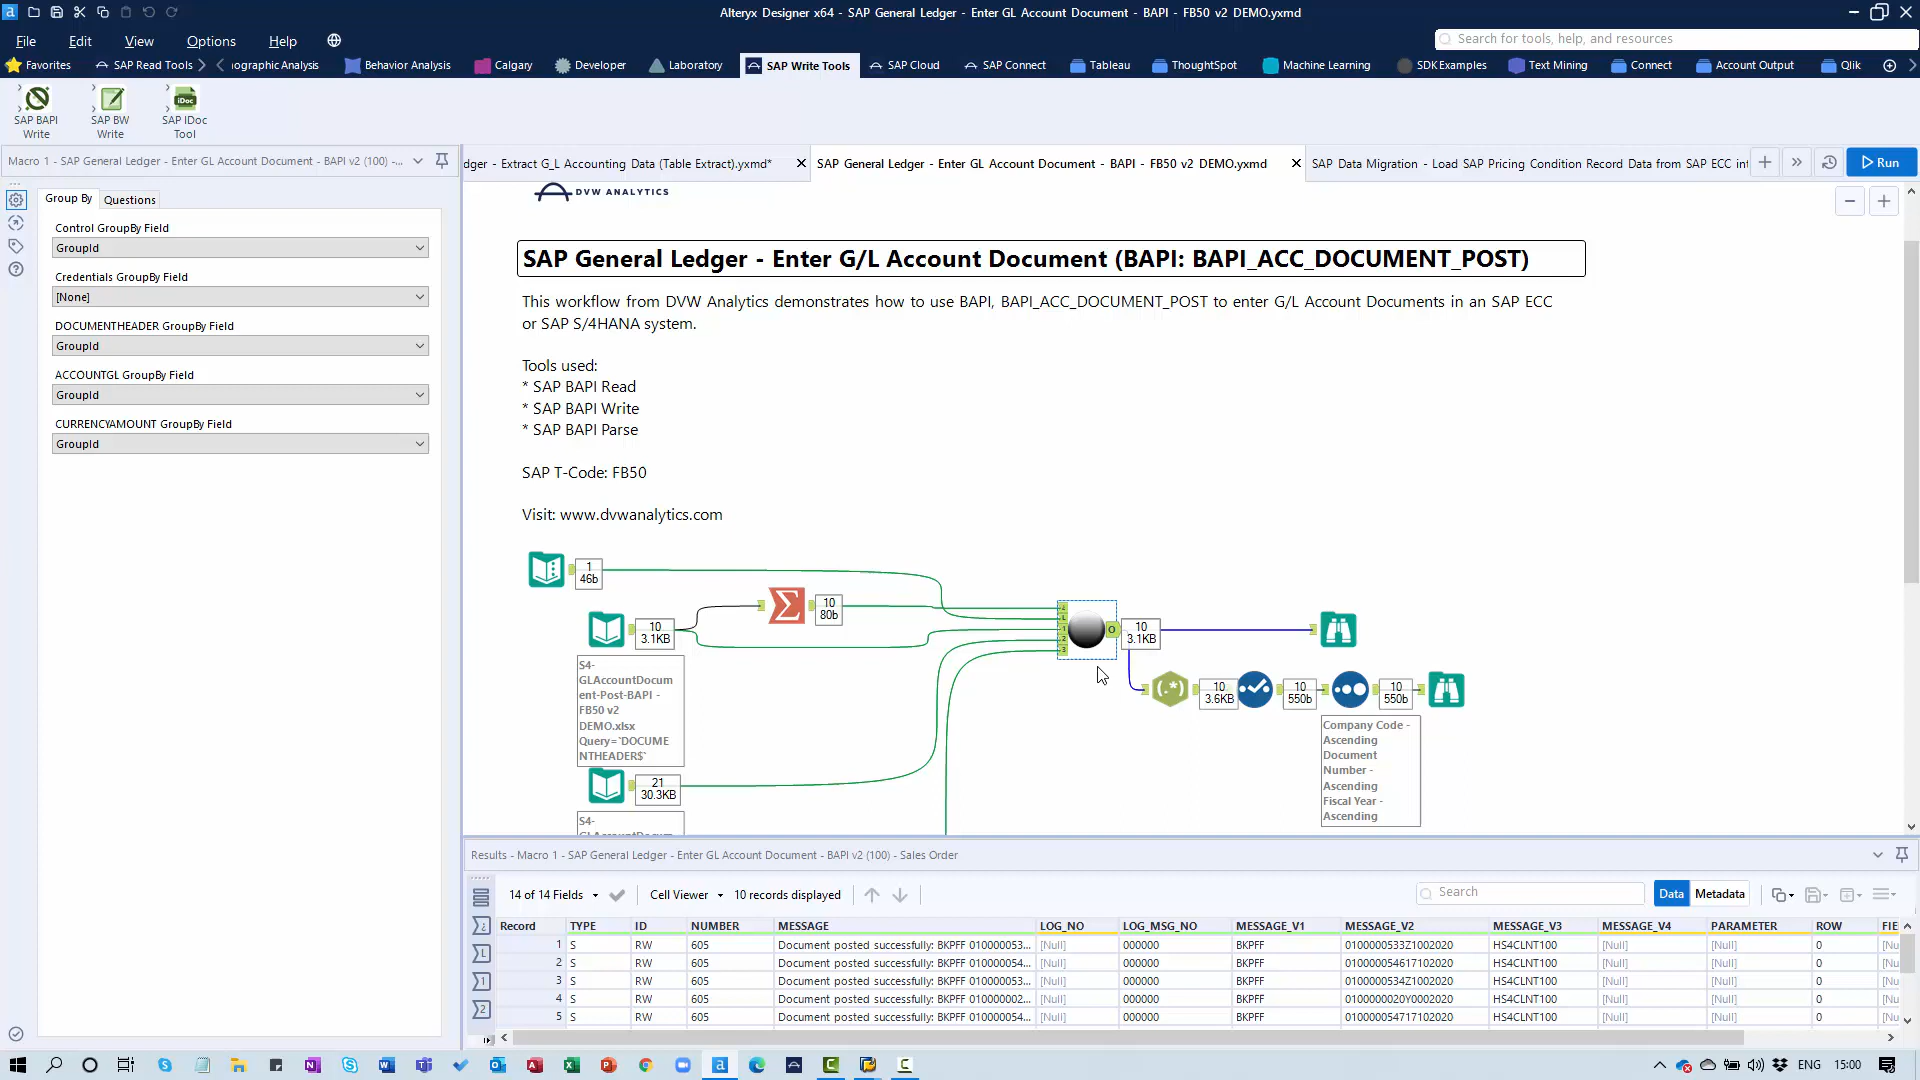 Alteryx Designer x64 - SAP General Ledger - Enter GL Account Document - BAPI - FB50 v2 DEMO.yxmd
File Edit View Options Help
Search for tools, help, and resources
Favorites SAP Read Tools ographic Analysis Behavior Analysis Calgary Developer Laboratory SAP Write Tools SAP Cloud SAP Connect Tableau ThoughtSpot Machine Learning SDKExamples Text Mining Connect Account Output Qlik
SAP BAPI Write
SAP BW Write
SAP IDoc Tool
Macro 1 - SAP General Ledger - Enter GL Account Document - BAPI v2 (100) -...
dger - Extract G_L Accounting Data (Table Extract).yxmd*
SAP General Ledger - Enter GL Account Document - BAPI - FB50 v2 DEMO.yxmd
SAP Data Migration - Load SAP Pricing Condition Record Data from SAP ECC int
Run
Group By Questions
Control GroupBy Field
GroupId
Credentials GroupBy Field
[None]
DOCUMENTHEADER GroupBy Field
GroupId
ACCOUNTGL GroupBy Field
GroupId
CURRENCYAMOUNT GroupBy Field
GroupId
DVW ANALYTICS
SAP General Ledger - Enter G/L Account Document (BAPI: BAPI_ACC_DOCUMENT_POST)
This workflow from DVW Analytics demonstrates how to use BAPI, BAPI_ACC_DOCUMENT_POST to enter G/L Account Documents in an SAP ECC
or SAP S/4HANA system.
Tools used:
* SAP BAPI Read
* SAP BAPI Write
* SAP BAPI Parse
SAP T-Code: FB50
Visit: www.dvwanalytics.com
1
46b
10
80b
10
3.1KB
10
3.1KB
10
3.6KB
10
550b
10
550b
S4-
GLAccountDocum
ent-Post-BAPI -
FB50 v2
DEMO.xlsx
Query=`DOCUME
NTHEADER$`
21
30.3KB
S4-
Company Code -
Ascending
Document
Number -
Ascending
Fiscal Year -
Ascending
Results - Macro 1 - SAP General Ledger - Enter GL Account Document - BAPI v2 (100) - Sales Order
14 of 14 Fields Cell Viewer 10 records displayed Search Data Metadata
Record TYPE ID NUMBER MESSAGE LOG_NO LOG_MSG_NO MESSAGE_V1 MESSAGE_V2 MESSAGE_V3 MESSAGE_V4 PARAMETER ROW FIE
1 S RW 605 Document posted successfully: BKPFF 010000053... [Null] 000000 BKPFF 0100000533Z1002020 HS4CLNT100 [Null] [Null] 0 [Nu
2 S RW 605 Document posted successfully: BKPFF 010000054... [Null] 000000 BKPFF 010000054617102020 HS4CLNT100 [Null] [Null] 0 [Nu
3 S RW 605 Document posted successfully: BKPFF 010000053... [Null] 000000 BKPFF 0100000534Z1002020 HS4CLNT100 [Null] [Null] 0 [Nu
4 S RW 605 Document posted successfully: BKPFF 010000002... [Null] 000000 BKPFF 0100000020Y0002020 HS4CLNT100 [Null] [Null] 0 [Nu
5 S RW 605 Document posted successfully: BKPFF 010000054... [Null] 000000 BKPFF 010000054717102020 HS4CLNT100 [Null] [Null] 0 [Nu
ENG 15:00